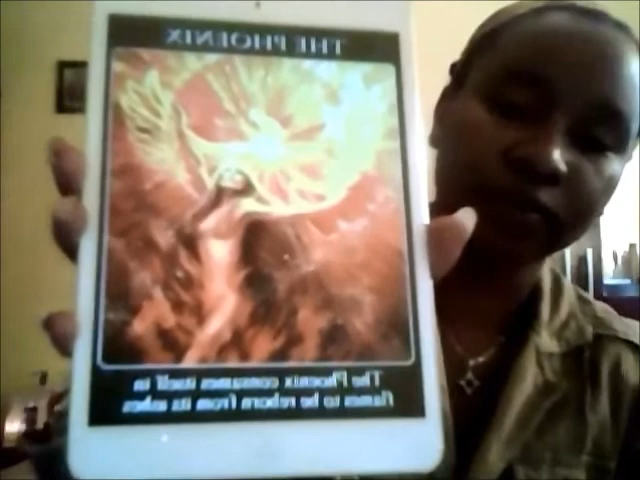 THE PHOENIX
The Phoenix consumes itself in
flames to be reborn from its ashes